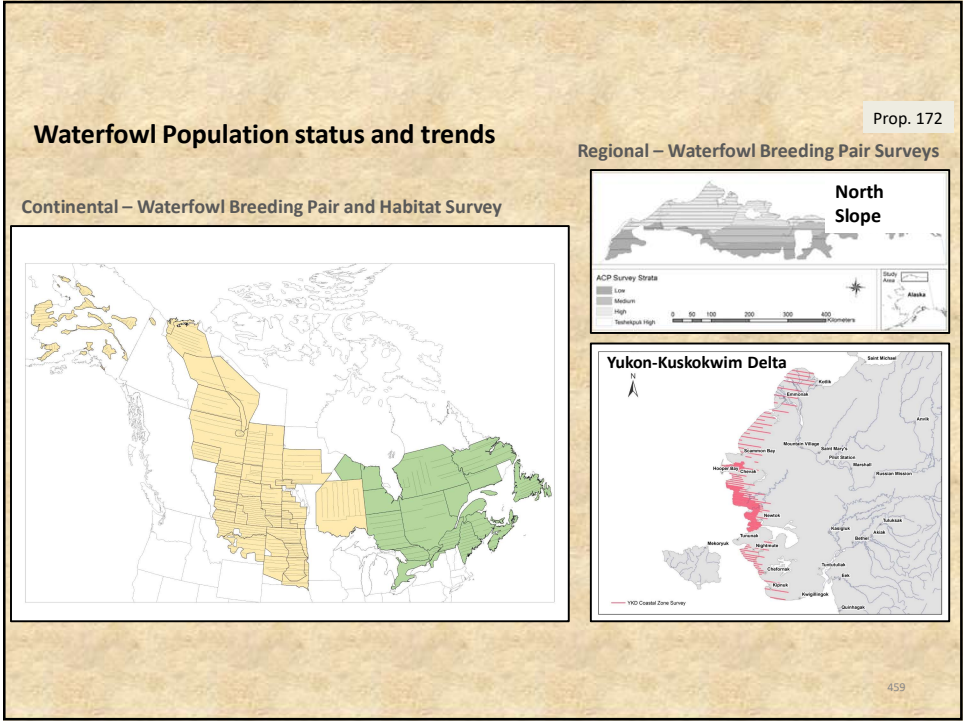 Prop. 172
Waterfowl Population status and trends
Regional – Waterfowl Breeding Pair Surveys
Continental – Waterfowl Breeding Pair and Habitat Survey
North
Slope
ACP Survey Strata
Low
Medium
High
Teshekpuk High
0 50 100 200 300 400
Kilometers
Study
Area
Alaska
Yukon-Kuskokwim Delta
N
Saint Michael
Kotlik
Emmonak
Anvik
Mountain Village
Saint Mary's
Pilot Station
Scammon Bay
Marshall
Hooper Bay
Chevak
Russian Mission
Newtok
Tuluksak
Kasigluk
Akiak
Bethel
Tununak
Mekoryuk
Nightmute
Tuntutuliak
Chefornak
Eek
Kipnuk
Kwigillingok
YKD Coastal Zone Survey
Quinhagak
459